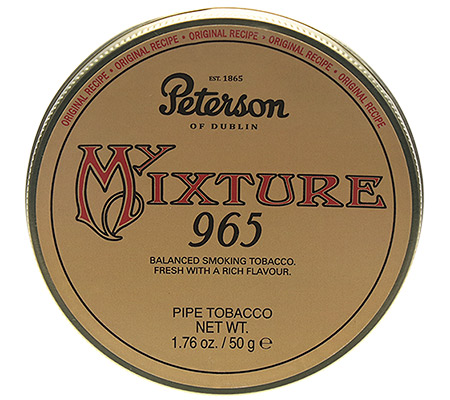 ORIGINAL RECIPE • ORIGINAL RECIPE • ORIGINAL RECIPE • ORIGINAL RECIPE • ORIGINAL RECIPE
EST. 1865
Peterson
OF DUBLIN
MY MIXTURE
965
BALANCED SMOKING TOBACCO.
FRESH WITH A RICH FLAVOUR.
PIPE TOBACCO
NET WT.
1.76 oz. / 50 g ℮